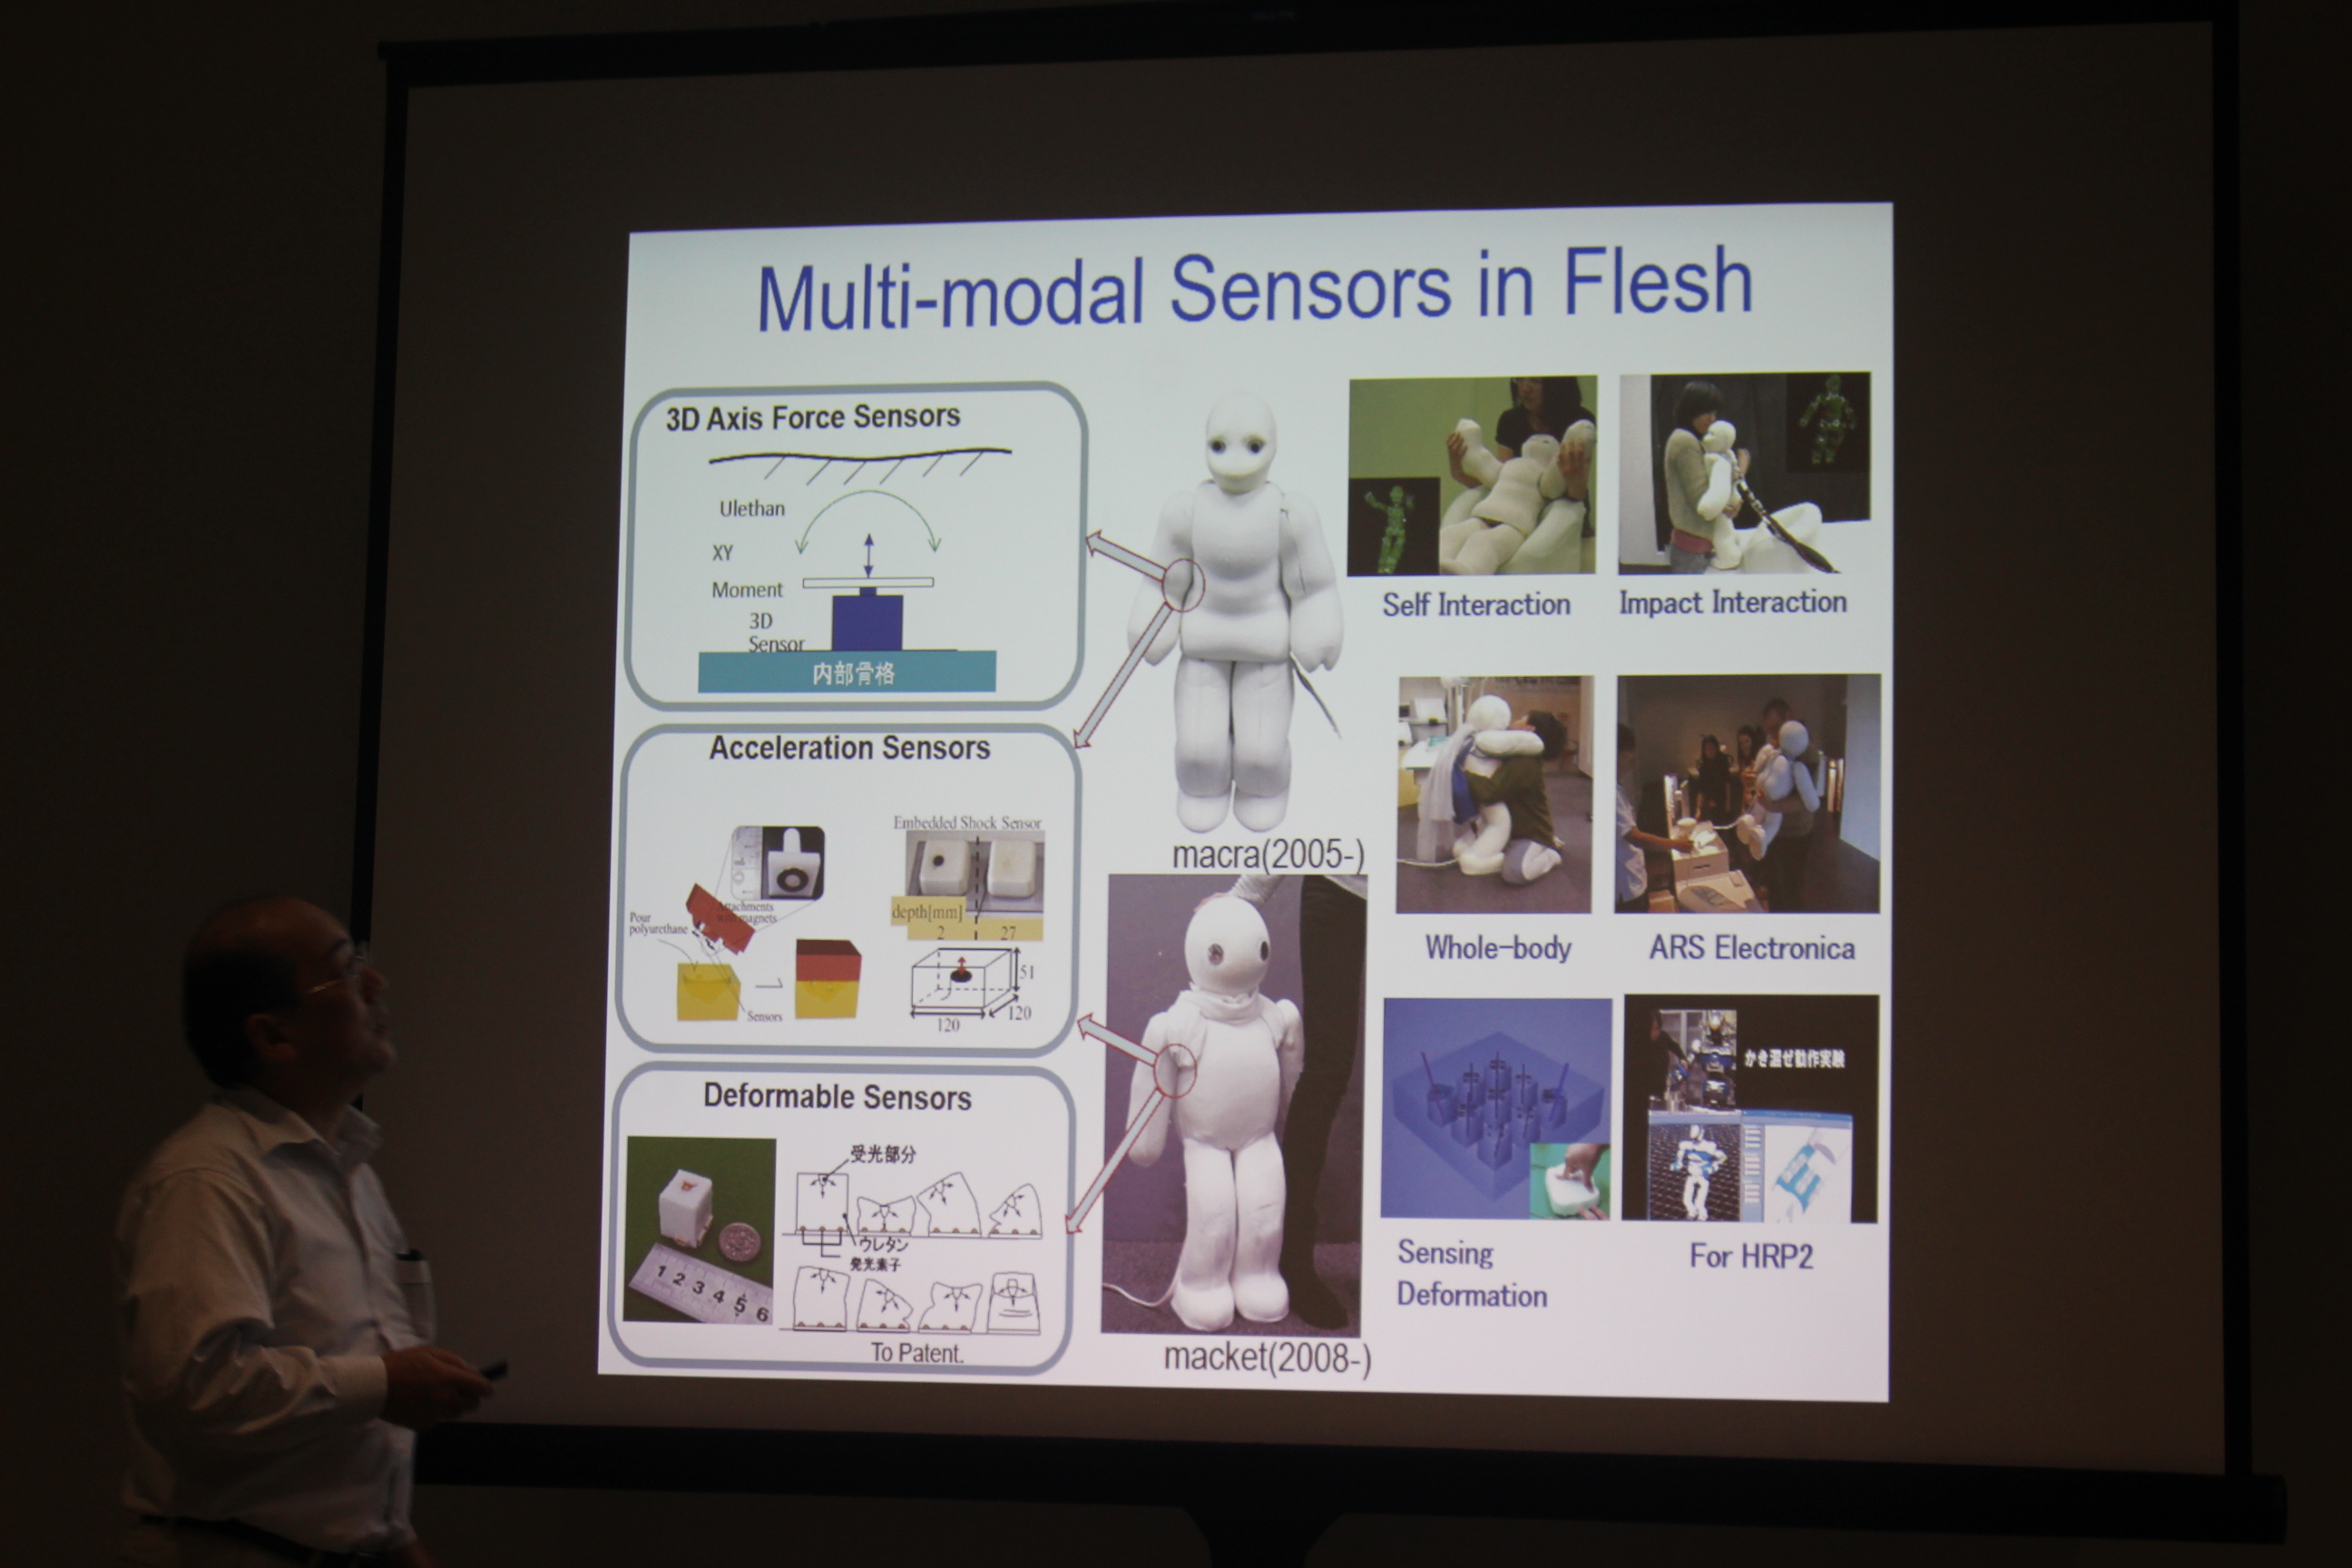 Multi-modal Sensors in Flesh
3D Axis Force Sensors
Ulethan
XY
Moment
3D
Sensor
内部骨格
Acceleration Sensors
Embedded Shock Sensor
Attachments
with magnets
Pour
polyurethane
depth[mm]
2 27
51
120
120
Sensors
Deformable Sensors
受光部分
ウレタン
発光素子
1 2 3 4 5 6
To Patent.
macra(2005-)
macket(2008-)
Self Interaction
Impact Interaction
Whole-body
ARS Electronica
かき混ぜ動作実験
Sensing
Deformation
For HRP2